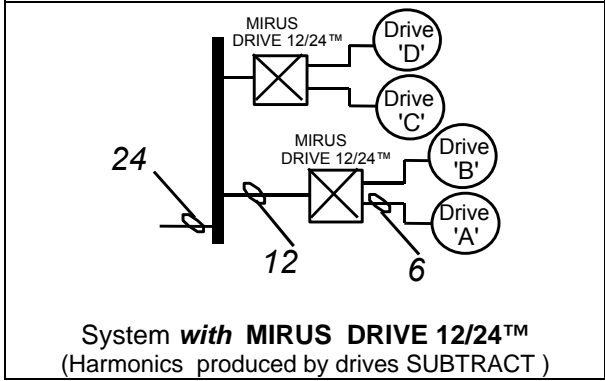 MIRUS
DRIVE 12/24™
Drive
'D'
Drive
'C'
MIRUS
DRIVE 12/24™
Drive
'B'
24
12
6
Drive
'A'
System with MIRUS DRIVE 12/24™
(Harmonics produced by drives SUBTRACT )